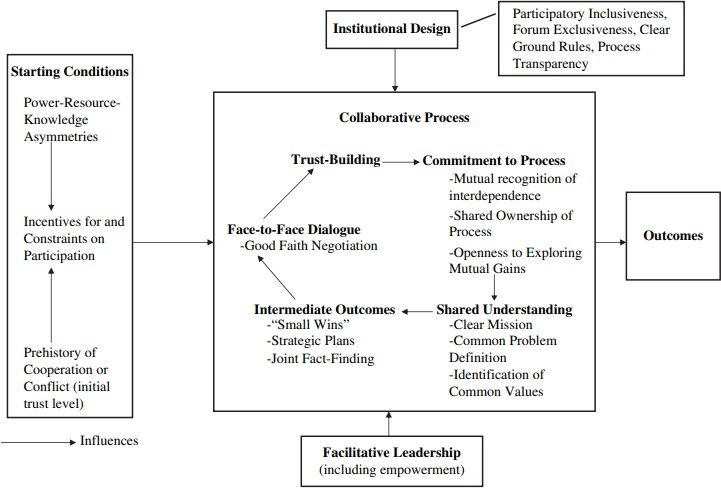 Institutional Design
Participatory Inclusiveness,
Forum Exclusiveness, Clear
Ground Rules, Process
Transparency
Starting Conditions
Power-Resource-
Knowledge
Asymmetries
Incentives for and
Constraints on
Participation
Prehistory of
Cooperation or
Conflict (initial
trust level)
Collaborative Process
Trust-Building
Commitment to Process
-Mutual recognition of
interdependence
-Shared Ownership of
Process
-Openness to Exploring
Mutual Gains
Face-to-Face Dialogue
-Good Faith Negotiation
Intermediate Outcomes
-“Small Wins”
-Strategic Plans
-Joint Fact-Finding
Shared Understanding
-Clear Mission
-Common Problem
Definition
-Identification of
Common Values
Outcomes
Influences
Facilitative Leadership
(including empowerment)